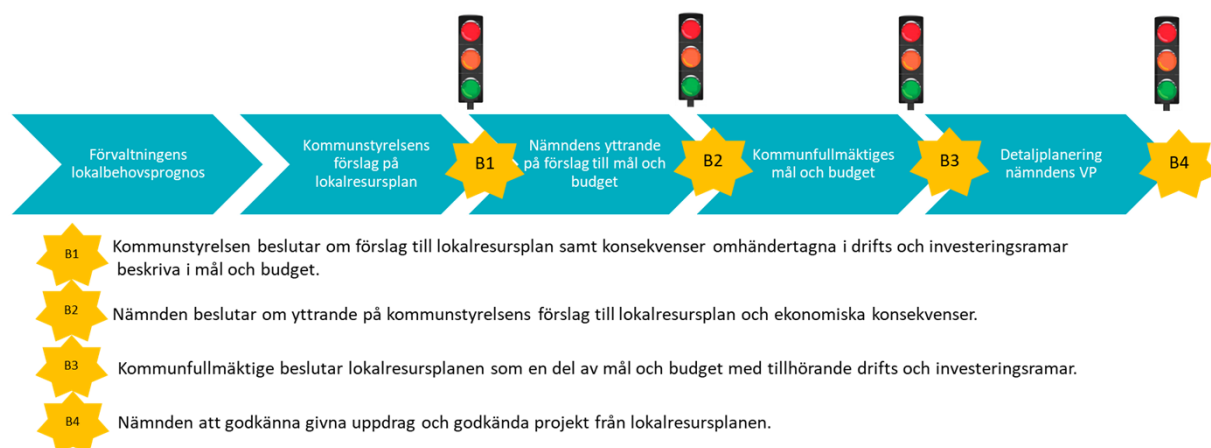 Förvaltningens
lokalbehovsprognos
Kommunstyrelsens
förslag på
lokalresursplan
B1
Nämndens yttrande
på förslag till mål och
budget
B2
Kommunfullmäktiges
mål och budget
B3
Detaljplanering
nämndens VP
B4
B1
Kommunstyrelsen beslutar om förslag till lokalresursplan samt konsekvenser omhändertagna i drifts och investeringsramar
beskriva i mål och budget.
B2
Nämnden beslutar om yttrande på kommunstyrelsens förslag till lokalresursplan och ekonomiska konsekvenser.
B3
Kommunfullmäktige beslutar lokalresursplanen som en del av mål och budget med tillhörande drifts och investeringsramar.
B4
Nämnden att godkänna givna uppdrag och godkända projekt från lokalresursplanen.